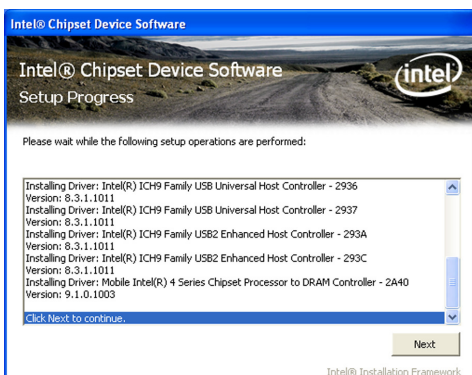 Intel® Chipset Device Software
Intel® Chipset Device Software
Setup Progress
intel
Please wait while the following setup operations are performed:
Installing Driver: Intel(R) ICH9 Family USB Universal Host Controller - 2936
Version: 8.3.1.1011
Installing Driver: Intel(R) ICH9 Family USB Universal Host Controller - 2937
Version: 8.3.1.1011
Installing Driver: Intel(R) ICH9 Family USB2 Enhanced Host Controller - 293A
Version: 8.3.1.1011
Installing Driver: Intel(R) ICH9 Family USB2 Enhanced Host Controller - 293C
Version: 8.3.1.1011
Installing Driver: Mobile Intel(R) 4 Series Chipset Processor to DRAM Controller - 2A40
Version: 9.1.0.1003
Click Next to continue.
Next
Intel® Installation Framework